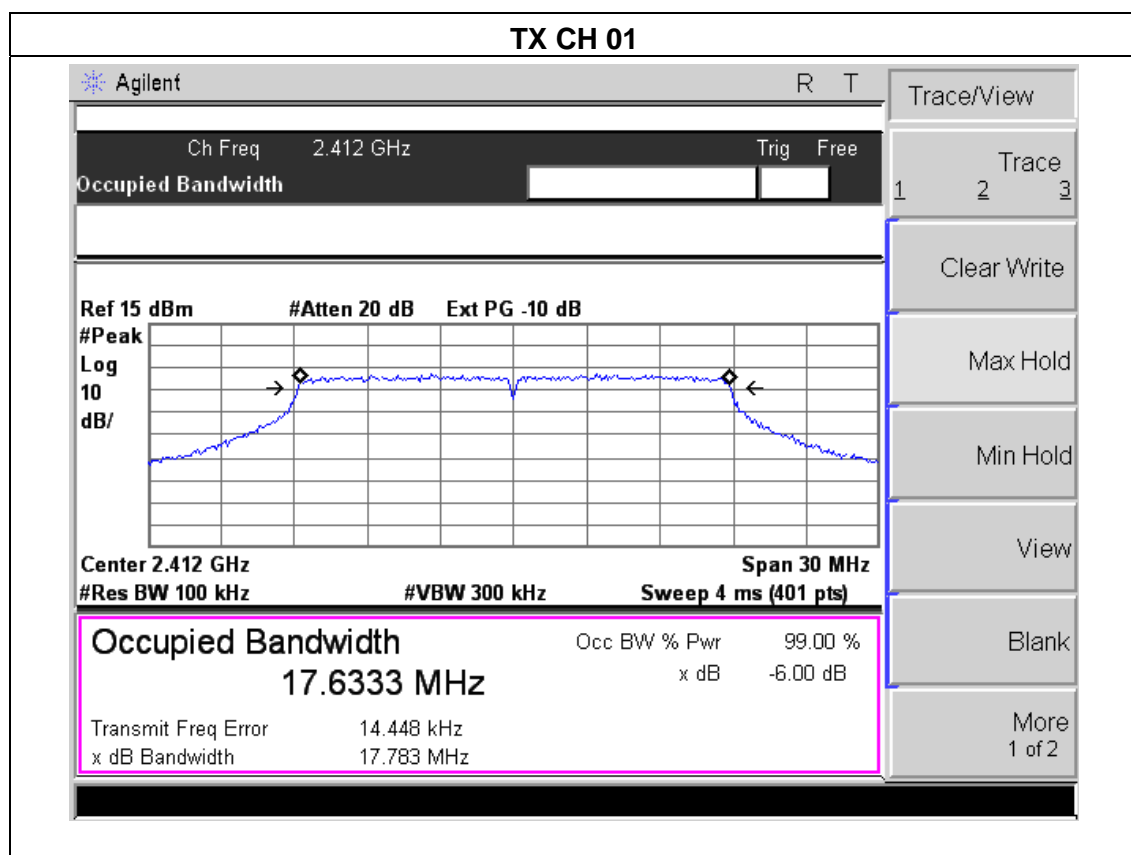 TX CH 01
Agilent R T
Ch Freq 2.412 GHz Trig Free
Occupied Bandwidth
Ref 15 dBm #Atten 20 dB Ext PG -10 dB
#Peak
Log
10
dB/
Center 2.412 GHz Span 30 MHz
#Res BW 100 kHz #VBW 300 kHz Sweep 4 ms (401 pts)
Occupied Bandwidth Occ BW % Pwr 99.00 %
17.6333 MHz x dB -6.00 dB
Transmit Freq Error 14.448 kHz
x dB Bandwidth 17.783 MHz
Trace/View
Trace
1 2 3
Clear Write
Max Hold
Min Hold
View
Blank
More
1 of 2